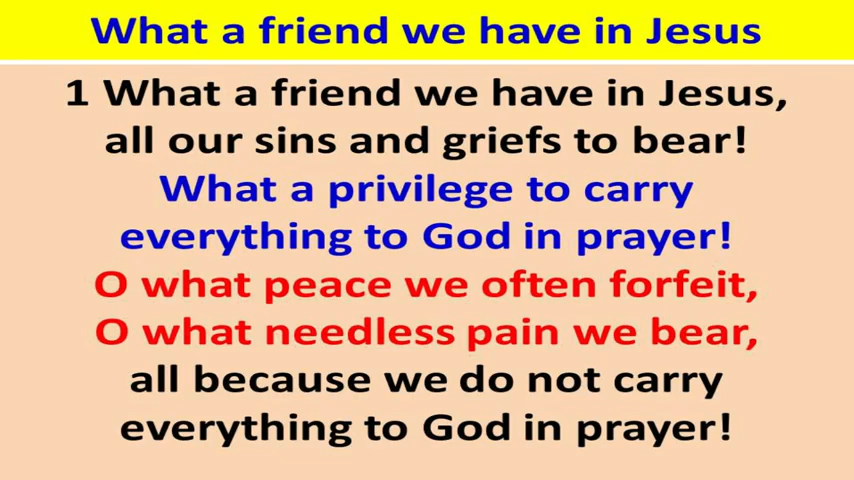 What a friend we have in Jesus
1 What a friend we have in Jesus,
all our sins and griefs to bear!
What a privilege to carry
everything to God in prayer!
O what peace we often forfeit,
O what needless pain we bear,
all because we do not carry
everything to God in prayer!